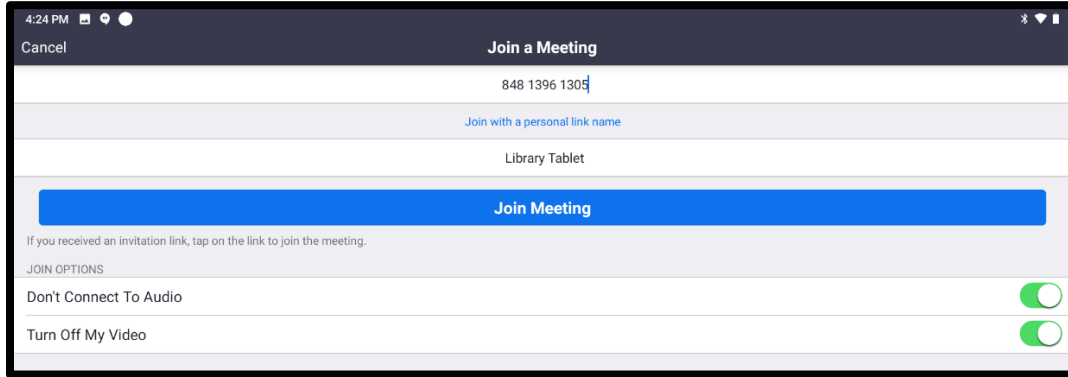 4:24 PM
Cancel Join a Meeting
848 1396 1305
Join with a personal link name
Library Tablet
Join Meeting
If you received an invitation link, tap on the link to join the meeting.
JOIN OPTIONS
Don't Connect To Audio
Turn Off My Video